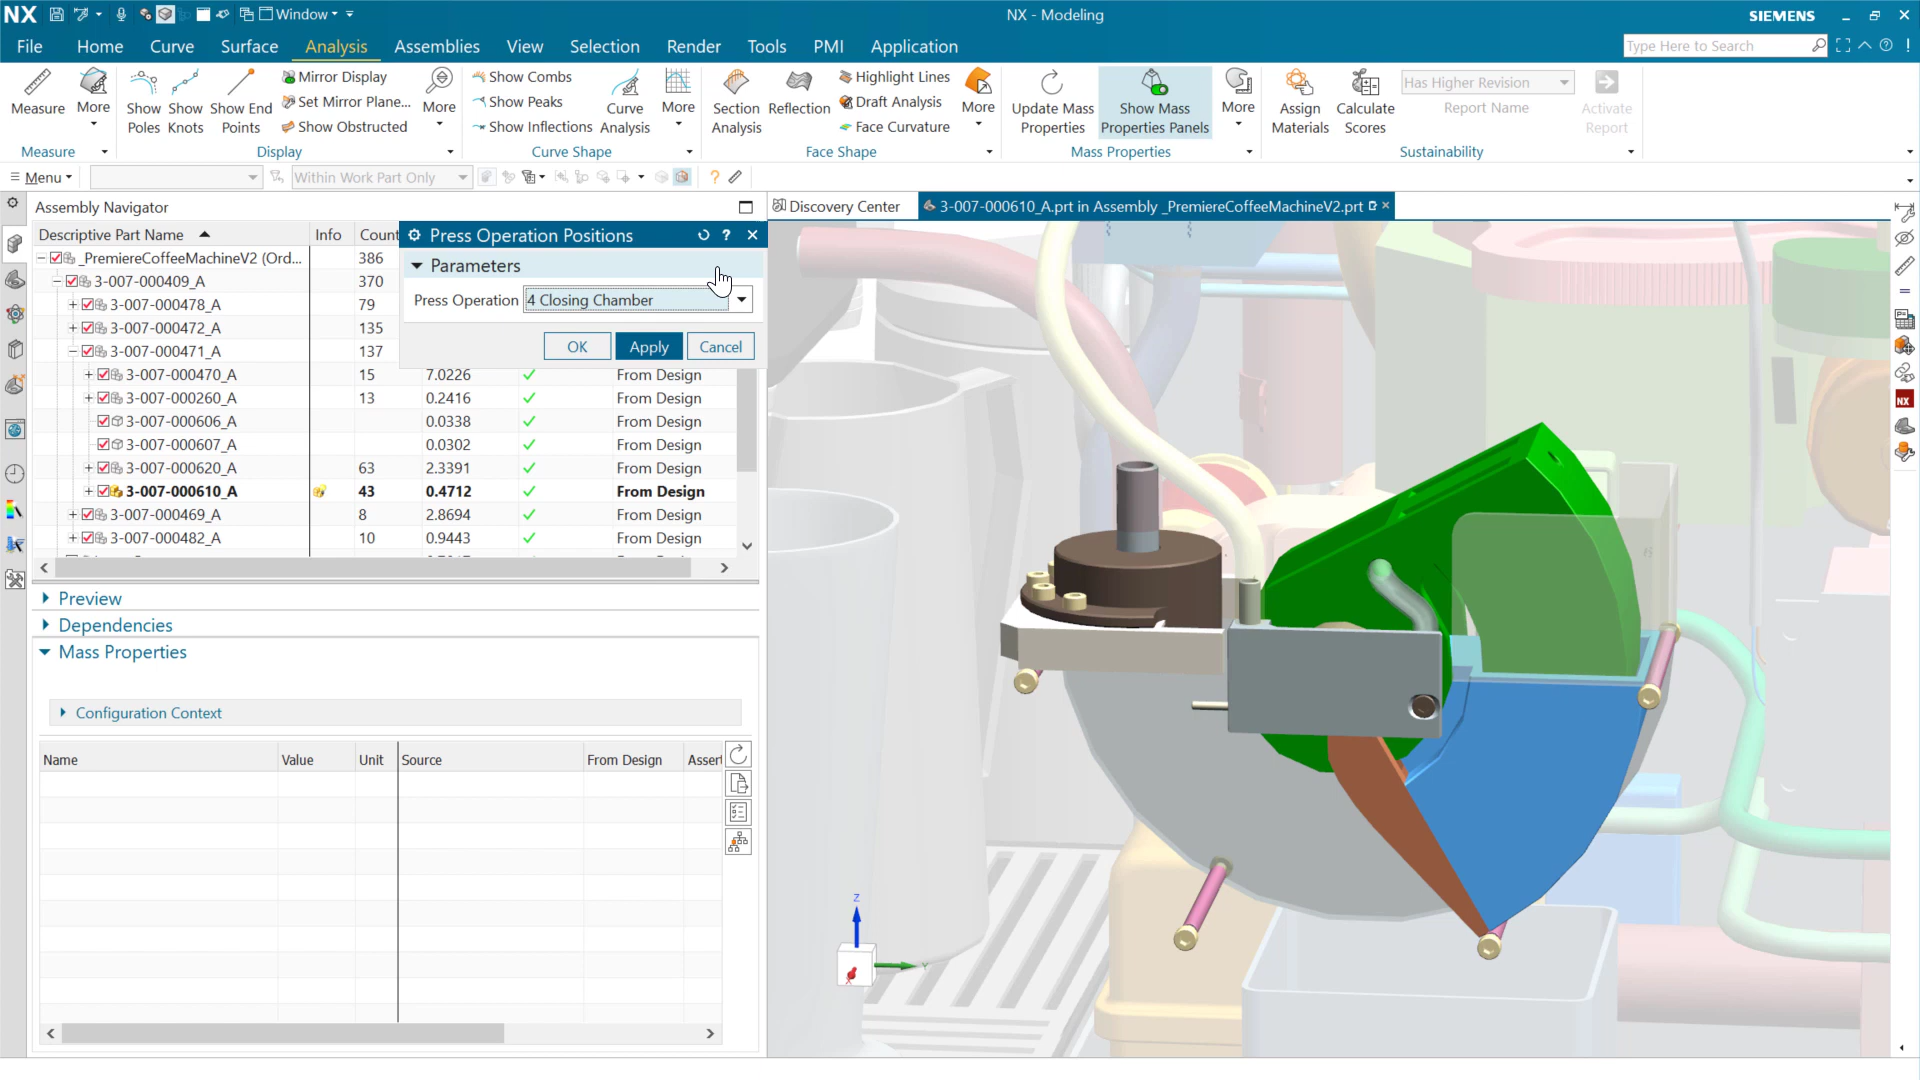 NX
Window
NX - Modeling
SIEMENS
File
Home
Curve
Surface
Analysis
Assemblies
View
Selection
Render
Tools
PMI
Application
Type Here to Search
Measure
More
Show Poles
Show Knots
Show End Points
Mirror Display
Set Mirror Plane...
Show Obstructed
More
Show Combs
Show Peaks
Show Inflections
Curve Analysis
More
Section Analysis
Reflection
Highlight Lines
Draft Analysis
Face Curvature
More
Update Mass Properties
Show Mass Properties Panels
More
Assign Materials
Calculate Scores
Has Higher Revision
Report Name
Activate Report
Measure
Display
Curve Shape
Face Shape
Mass Properties
Sustainability
Menu
Within Work Part Only
Assembly Navigator
Discovery Center
3-007-000610_A.prt in Assembly _PremiereCoffeeMachineV2.prt
Descriptive Part Name
Info
Count
Press Operation Positions
Parameters
Press Operation
4 Closing Chamber
OK
Apply
Cancel
_PremiereCoffeeMachineV2 (Ord... 386
3-007-000409_A 370
3-007-000478_A 79
3-007-000472_A 135
3-007-000471_A 137
3-007-000470_A 15 7.0226 From Design
3-007-000260_A 13 0.2416 From Design
3-007-000606_A 0.0338 From Design
3-007-000607_A 0.0302 From Design
3-007-000620_A 63 2.3391 From Design
3-007-000610_A 43 0.4712 From Design
3-007-000469_A 8 2.8694 From Design
3-007-000482_A 10 0.9443 From Design
Preview
Dependencies
Mass Properties
Configuration Context
Name
Value
Unit
Source
From Design
Assert
Z
Y
X
NX